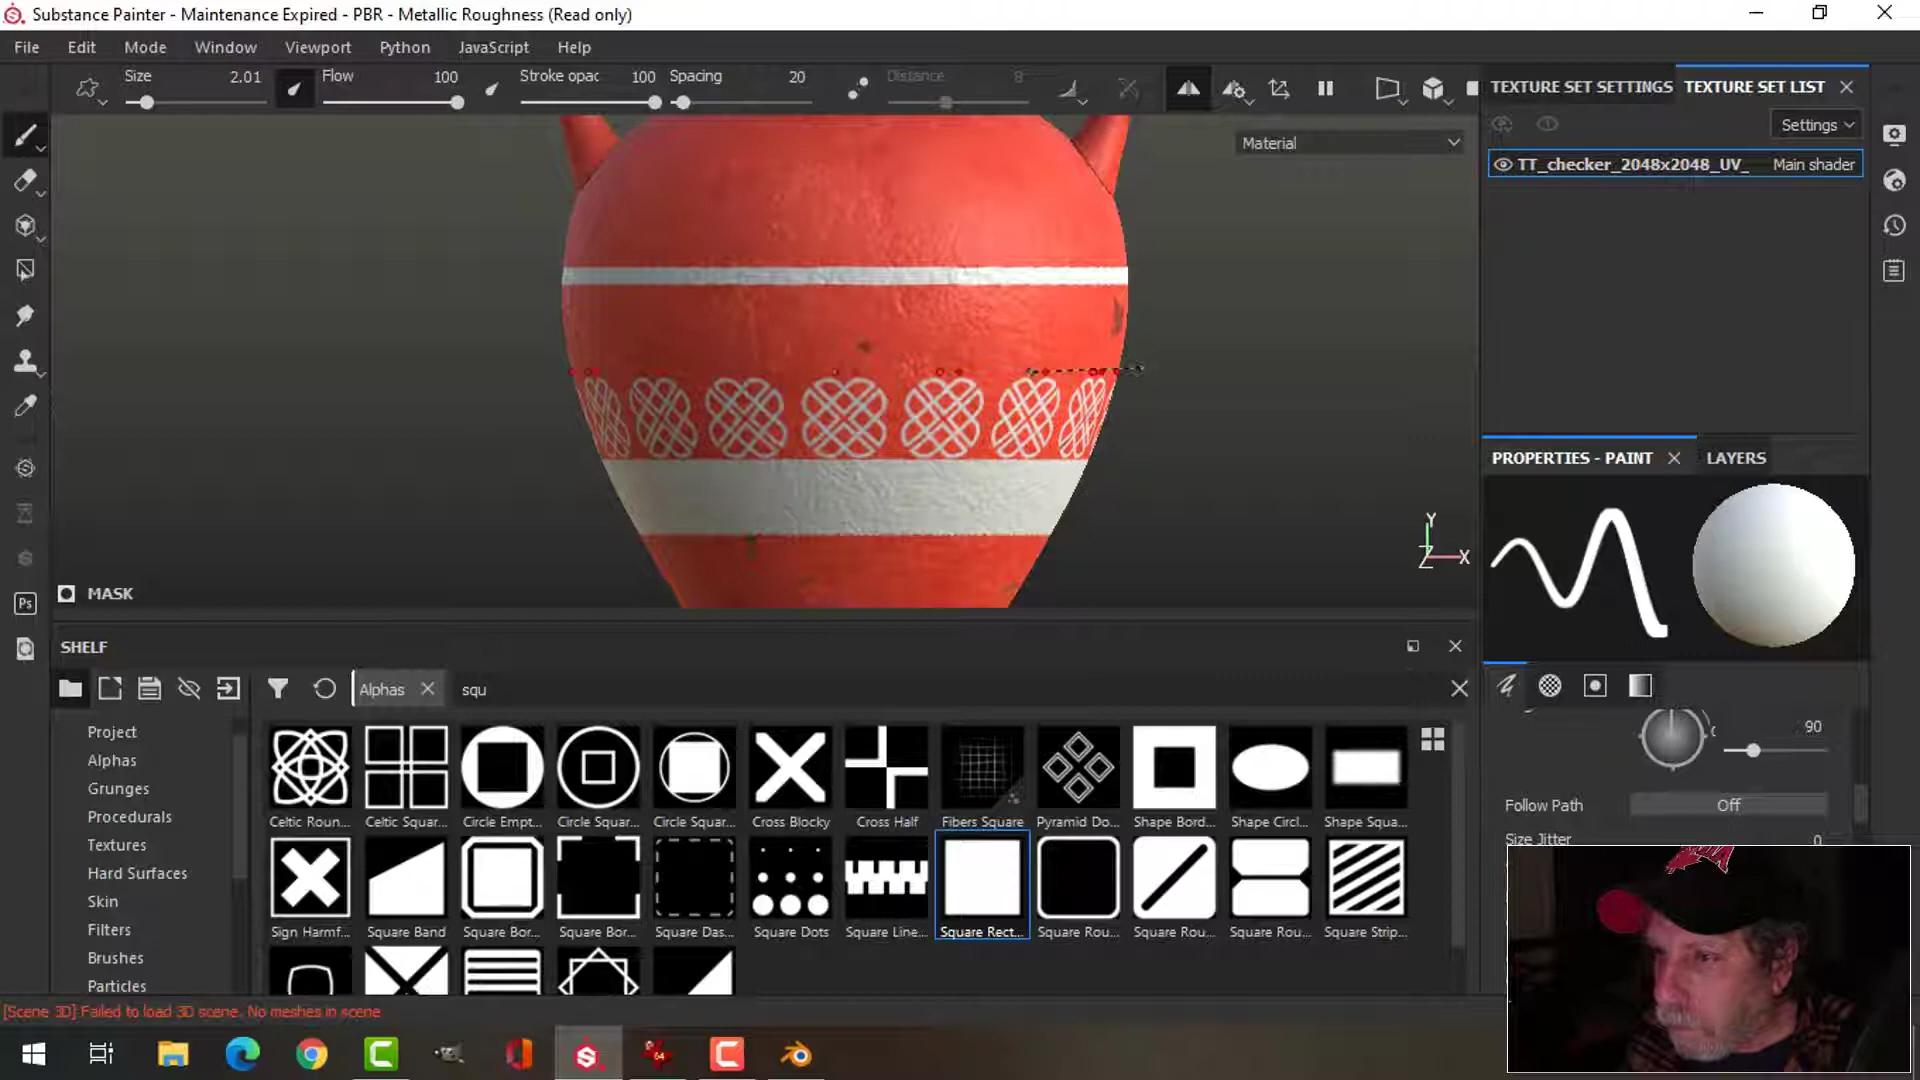 Substance Painter - Maintenance Expired - PBR - Metallic Roughness (Read only)
File Edit Mode Window Viewport Python JavaScript Help
Size 2.01 Flow 100 Stroke opac 100 Spacing 20 Distance 8
TEXTURE SET SETTINGS TEXTURE SET LIST
Settings
Material
TT_checker_2048x2048_UV_ Main shader
PROPERTIES - PAINT LAYERS
Y
Z X
MASK
SHELF
Alphas squ
90
Follow Path Off
Size Jitter 0
Project
Alphas
Grunges
Procedurals
Textures
Hard Surfaces
Skin
Filters
Brushes
Particles
Celtic Roun... Celtic Squar... Circle Empt... Circle Squar... Circle Squar... Cross Blocky Cross Half Fibers Square Pyramid Do... Shape Bord... Shape Circl... Shape Squa...
Sign Harmf... Square Band Square Bor... Square Bor... Square Das... Square Dots Square Line... Square Rect... Square Rou... Square Rou... Square Rou... Square Strip...
[Scene 3D] Failed to load 3D scene. No meshes in scene
Ps
64